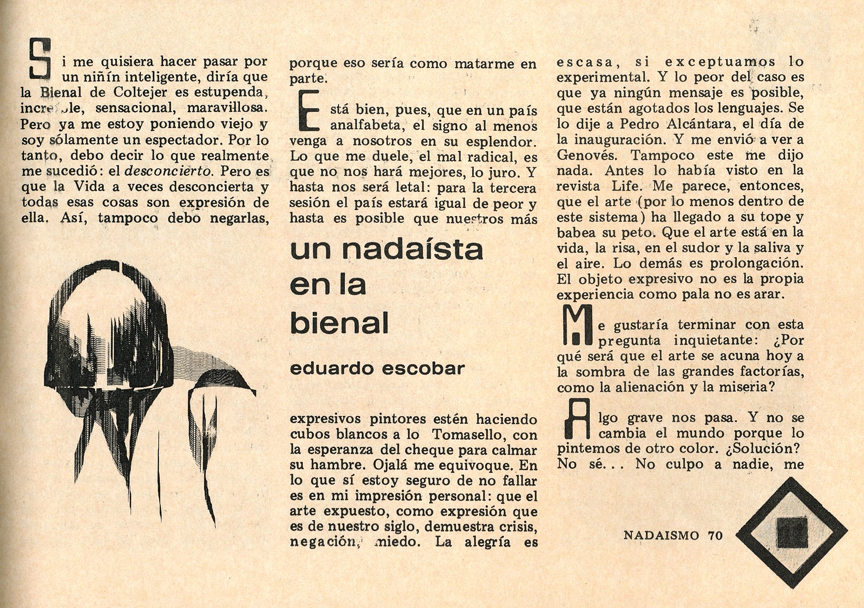 Si me quisiera hacer pasar por
un niñín inteligente, diría que
la Bienal de Coltejer es estupenda,
sensacional, maravillosa.
Pero ya me estoy poniendo viejo y
soy sólamente un espectador. Por lo
tanto, debo decir lo que realmente
me sucedió: el desconcierto. Pero es
que la Vida a veces desconcierta y
todas esas cosas son expresión de
ella. Así, tampoco debo negarlas,
porque eso sería como matarme en
parte.
Está bien, pues, que en un país
analfabeta, el signo al menos
venga a nosotros en su esplendor.
Lo que me duele, el mal radical, es
que no nos hará mejores, lo juro. Y
hasta nos será letal: para la tercera
sesión el país estará igual de peor y
hasta es posible que nuestros más
un nadaísta
en la
bienal
eduardo escobar
expresivos pintores estén haciendo
cubos blancos a lo Tomasello, con
la esperanza del cheque para calmar
su hambre. Ojalá me equivoque. En
lo que sí estoy seguro de no fallar
es en mi impresión personal: que el
arte expuesto, como expresión que
es de nuestro siglo, demuestra crisis,
negación, miedo. La alegría es
escasa, si exceptuamos lo
experimental. Y lo peor del caso es
que ya ningún mensaje es posible,
que están agotados los lenguajes. Se
lo dije a Pedro Alcántara, el día de
la inauguración. Y me envió a ver a
Genovés. Tampoco este me dijo
nada. Antes lo había visto en la
revista Life. Me parece, entonces,
que el arte (por lo menos dentro de
este sistema) ha llegado a su tope y
babea su peto. Que el arte está en la
vida, la risa, en el sudor y la saliva y
el aire. Lo demás es prolongación.
El objeto expresivo no es la propia
experiencia como pala no es arar.
Me gustaría terminar con esta
pregunta inquietante: ¿Por
qué será que el arte se acuna hoy a
la sombra de las grandes factorías,
como la alienación y la miseria?
Algo grave nos pasa. Y no se
cambia el mundo porque lo
pintemos de otro color. ¿Solución?
No sé... No culpo a nadie, me
NADAISMO 70